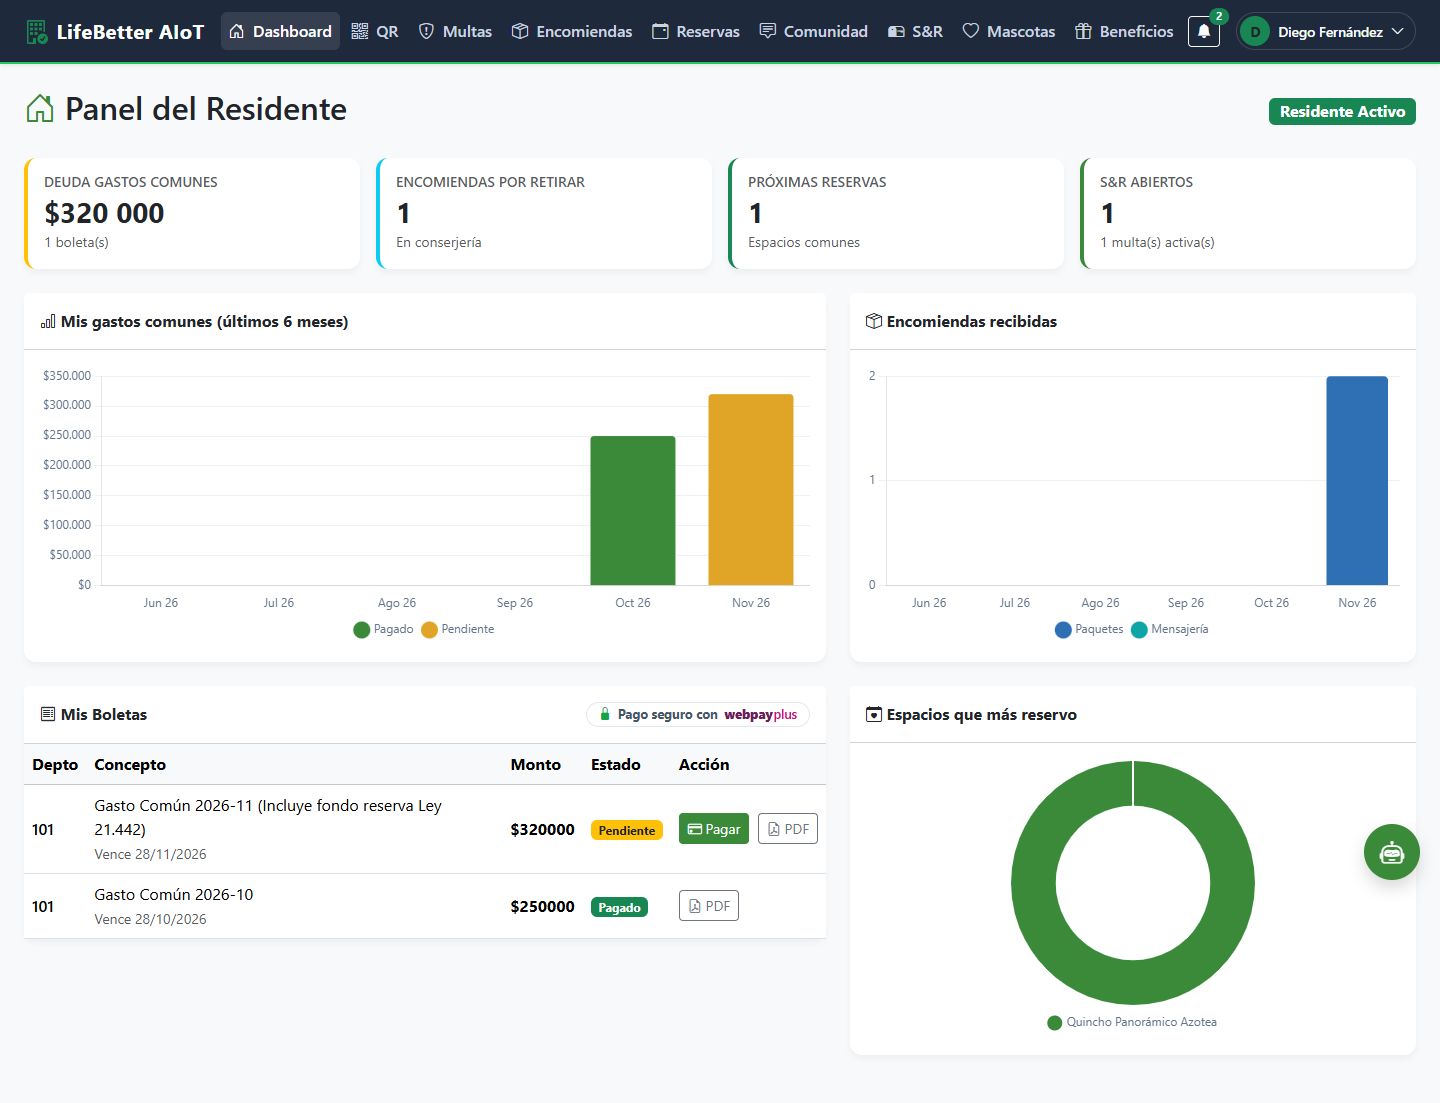 LifeBetter AIoT
Dashboard
QR
Multas
Encomiendas
Reservas
Comunidad
S&R
Mascotas
Beneficios
2
D
Diego Fernández
Panel del Residente
Residente Activo
DEUDA GASTOS COMUNES
$320 000
1 boleta(s)
ENCOMIENDAS POR RETIRAR
1
En conserjería
PRÓXIMAS RESERVAS
1
Espacios comunes
S&R ABIERTOS
1
1 multa(s) activa(s)
Mis gastos comunes (últimos 6 meses)
$350.000
$300.000
$250.000
$200.000
$150.000
$100.000
$50.000
$0
Jun 26
Jul 26
Ago 26
Sep 26
Oct 26
Nov 26
Pagado
Pendiente
Encomiendas recibidas
2
1
0
Jun 26
Jul 26
Ago 26
Sep 26
Oct 26
Nov 26
Paquetes
Mensajería
Mis Boletas
Pago seguro con webpayplus
Depto Concepto Monto Estado Acción
101
Gasto Común 2026-11 (Incluye fondo reserva Ley
21.442)
Vence 28/11/2026
$320000
Pendiente
Pagar
PDF
101
Gasto Común 2026-10
Vence 28/10/2026
$250000
Pagado
PDF
Espacios que más reservo
Quincho Panorámico Azotea